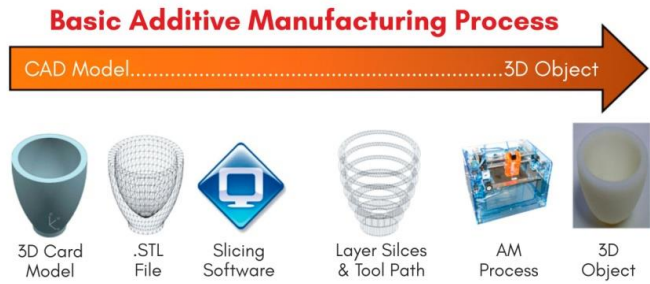 Basic Additive Manufacturing Process
CAD Model..................................................................3D Object
3D Card
Model
.STL
File
Slicing
Software
Layer Silces
& Tool Path
AM
Process
3D
Object